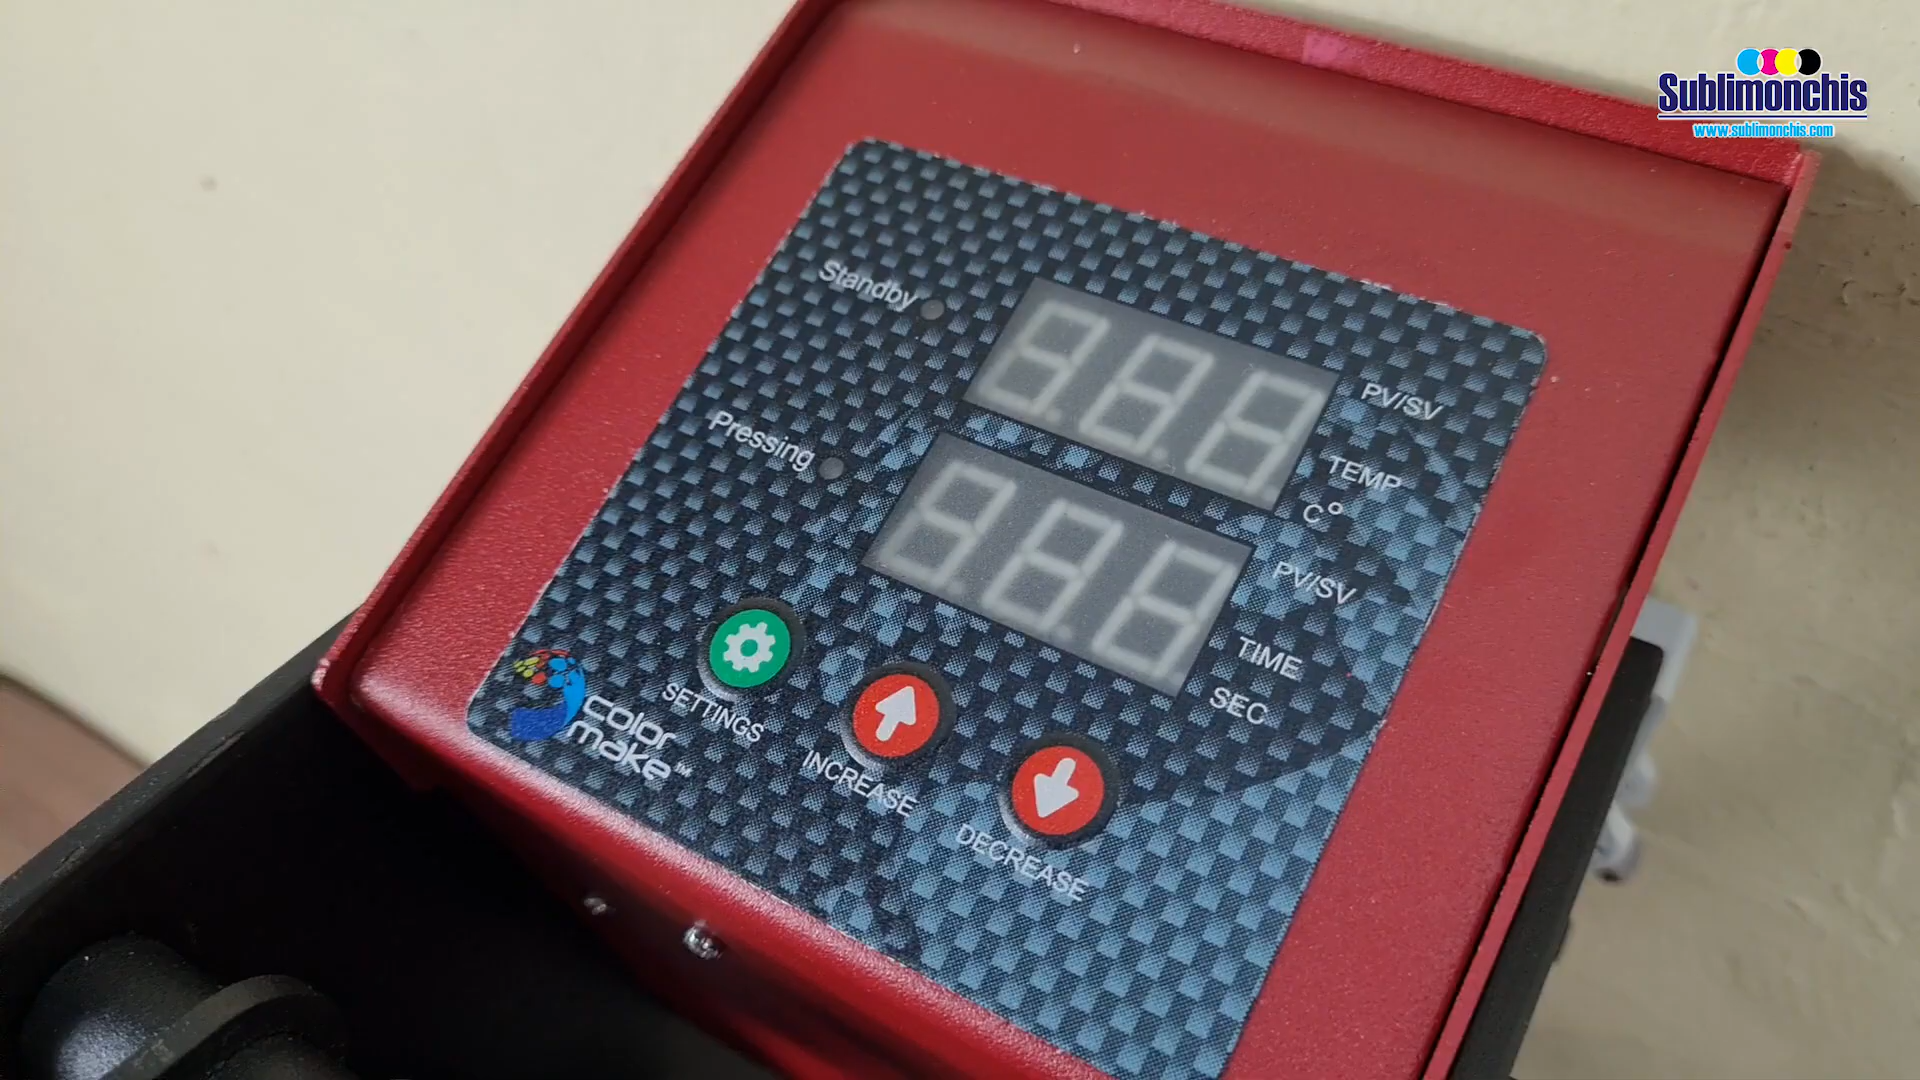 Sublimonchis
www.sublimonchis.com
Standby
PV/SV
Pressing
TEMP
C°
PV/SV
TIME
SEC
SETTINGS
INCREASE
DECREASE
color
make™